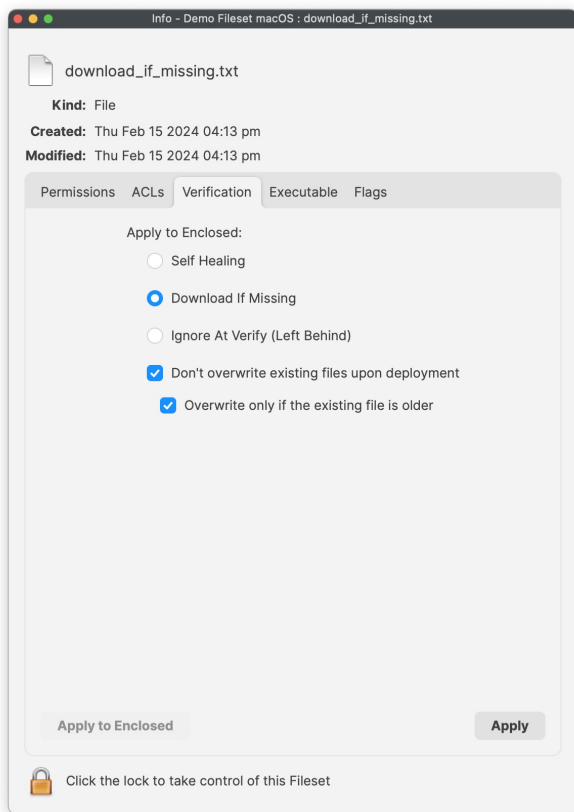 Info - Demo Fileset macOS : download_if_missing.txt
download_if_missing.txt
Kind: File
Created: Thu Feb 15 2024 04:13 pm
Modified: Thu Feb 15 2024 04:13 pm
Permissions ACLs Verification Executable Flags
Apply to Enclosed:
Self Healing
Download If Missing
Ignore At Verify (Left Behind)
Don't overwrite existing files upon deployment
Overwrite only if the existing file is older
Apply to Enclosed Apply
Click the lock to take control of this Fileset